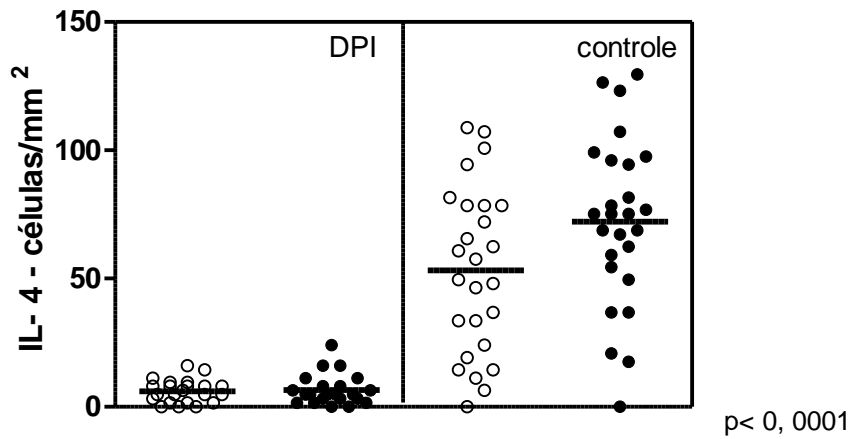 150
DPI
controle
IL- 4 - células/mm 2
100
50
0
p< 0, 0001